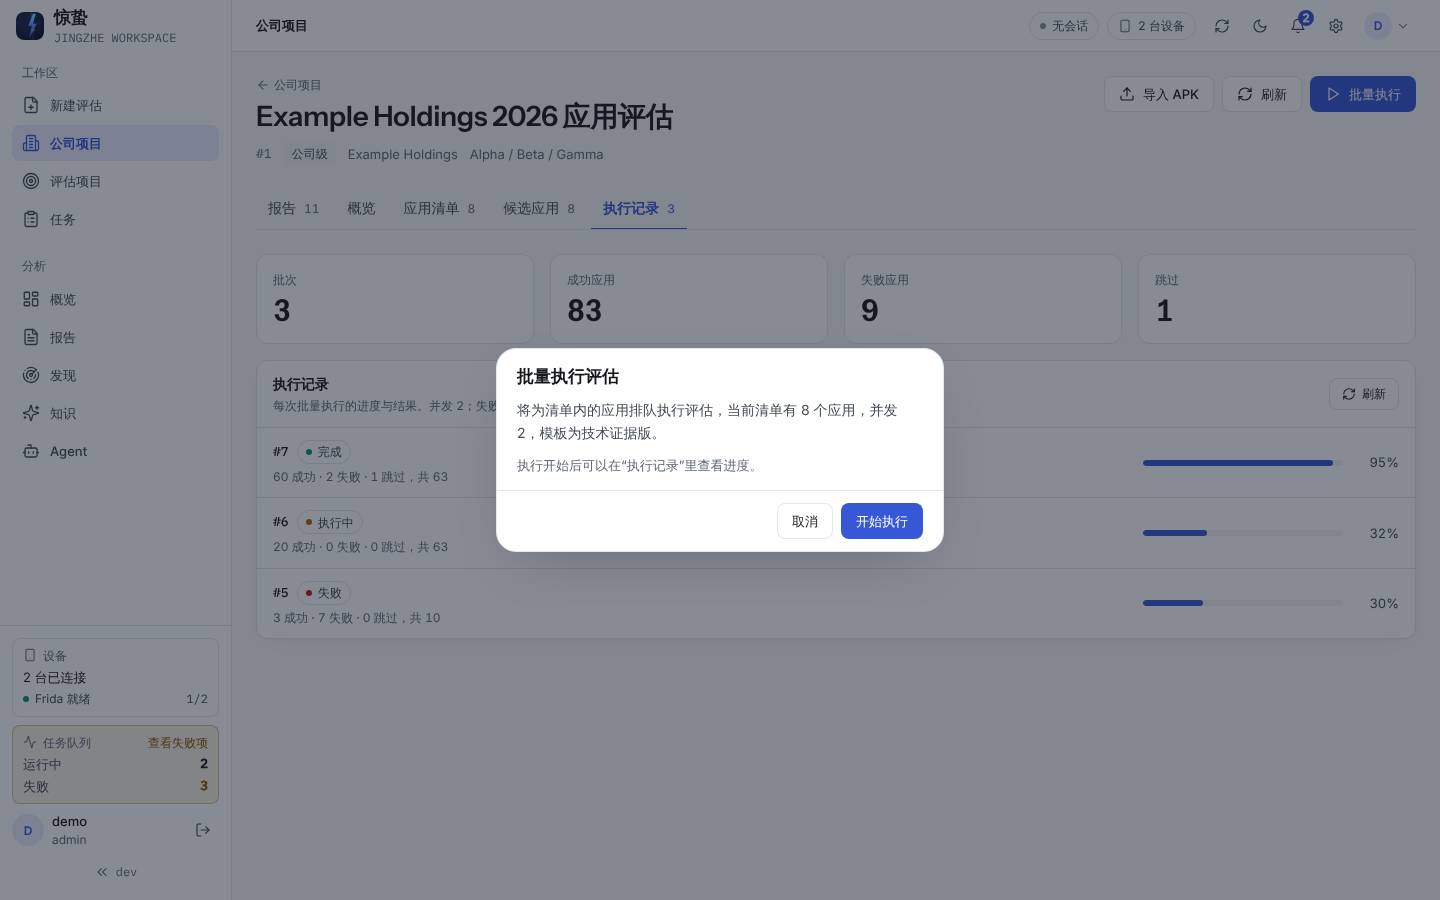 惊蛰
JINGZHE WORKSPACE
工作区
新建评估
公司项目
评估项目
任务
分析
概览
报告
发现
知识
Agent
设备
2 台已连接
Frida 就绪 1/2
任务队列 查看失败项
运行中 2
失败 3
D
demo
admin
dev
公司项目
无会话
2 台设备
2
D
公司项目
Example Holdings 2026 应用评估
#1 公司级 Example Holdings Alpha / Beta / Gamma
导入 APK
刷新
批量执行
报告 11
概览
应用清单 8
候选应用 8
执行记录 3
批次
3
成功应用
83
失败应用
9
跳过
1
执行记录
每次批量执行的进度与结果。并发 2；失败
刷新
#7 完成
60 成功 · 2 失败 · 1 跳过，共 63
95%
#6 执行中
20 成功 · 0 失败 · 0 跳过，共 63
32%
#5 失败
3 成功 · 7 失败 · 0 跳过，共 10
30%
批量执行评估
将为清单内的应用排队执行评估，当前清单有 8 个应用，并发
2，模板为技术证据版。
执行开始后可以在“执行记录”里查看进度。
取消
开始执行